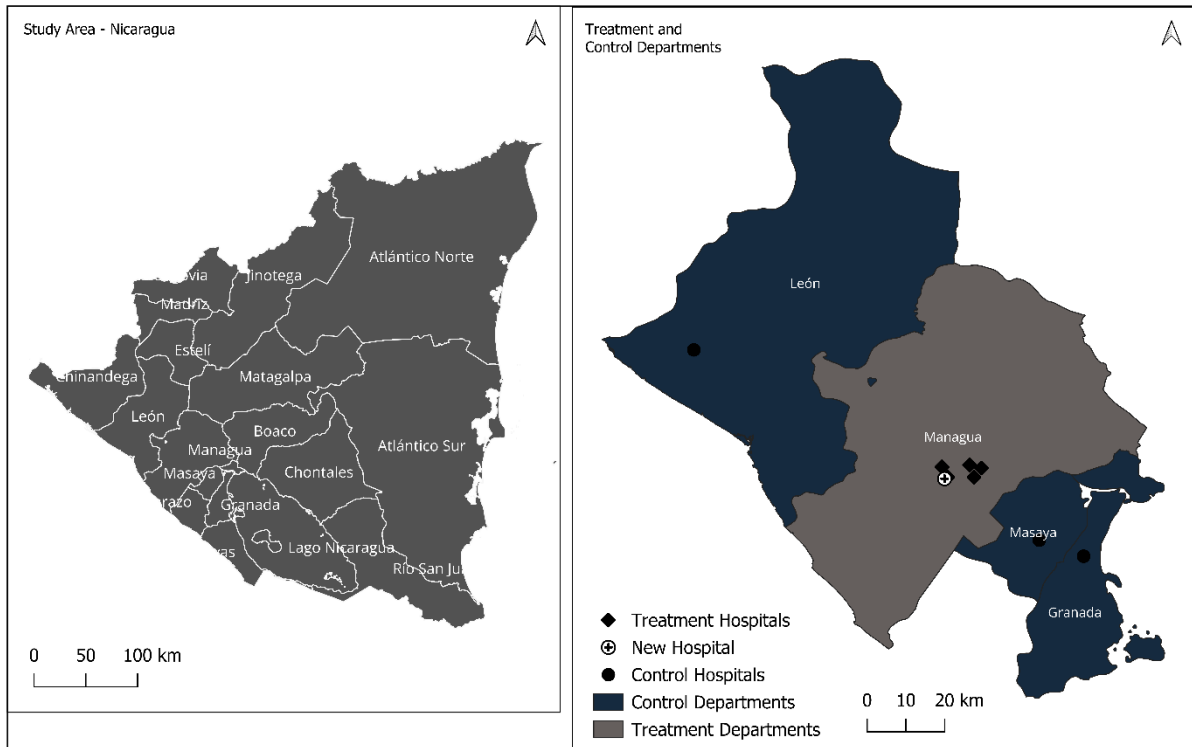 Study Area - Nicaragua
Atlántico Norte
Jinotega
Madríz
Estelí
Matagalpa
León
Boaco
Atlántico Sur
Managua
Chontales
Masaya
Granada
Lago Nicaragua
0 50 100 km
Treatment and
Control Departments
León
Managua
Masaya
Granada
Treatment Hospitals
New Hospital
Control Hospitals
Control Departments
Treatment Departments
0 10 20 km